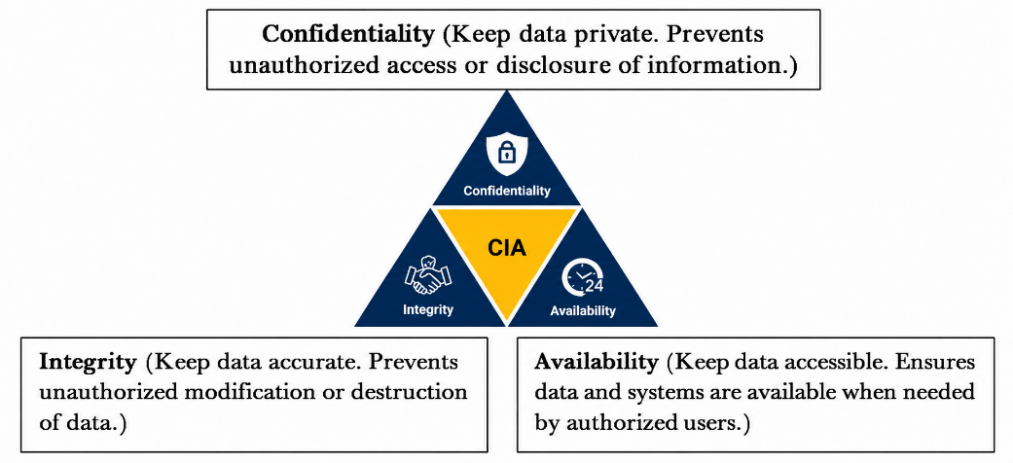 Confidentiality (Keep data private. Prevents
unauthorized access or disclosure of information.)
Confidentiality
CIA
24
Integrity
Availability
Integrity (Keep data accurate. Prevents
unauthorized modification or destruction
of data.)
Availability (Keep data accessible. Ensures
data and systems are available when needed
by authorized users.)